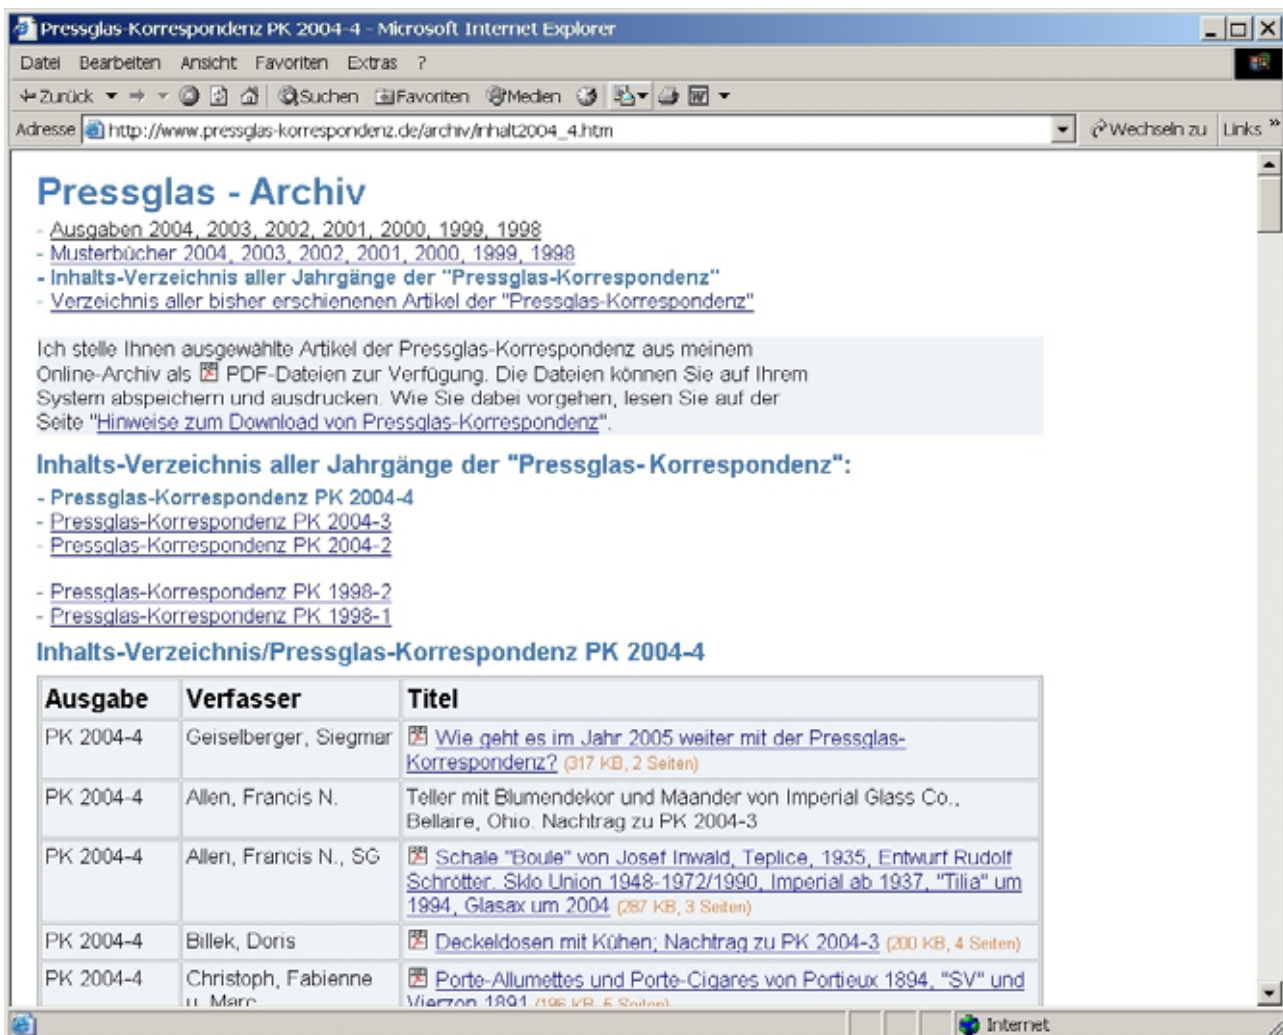 Pressglas-Korrespondenz PK 2004-4 - Microsoft Internet Explorer
Datei Bearbeiten Ansicht Favoriten Extras ?
Zurück Suchen Favoriten Medien
Adresse http://www.pressglas-korrespondenz.de/archiv/inhalt2004_4.htm Wechseln zu Links »
Pressglas - Archiv
- Ausgaben 2004, 2003, 2002, 2001, 2000, 1999, 1998
- Musterbücher 2004, 2003, 2002, 2001, 2000, 1999, 1998
- Inhalts-Verzeichnis aller Jahrgänge der "Pressglas-Korrespondenz"
- Verzeichnis aller bisher erschienenen Artikel der "Pressglas-Korrespondenz"
Ich stelle Ihnen ausgewählte Artikel der Pressglas-Korrespondenz aus meinem
Online-Archiv als PDF-Dateien zur Verfügung. Die Dateien können Sie auf Ihrem
System abspeichern und ausdrucken. Wie Sie dabei vorgehen, lesen Sie auf der
Seite "Hinweise zum Download von Pressglas-Korrespondenz".
Inhalts-Verzeichnis aller Jahrgänge der "Pressglas-Korrespondenz":
- Pressglas-Korrespondenz PK 2004-4
- Pressglas-Korrespondenz PK 2004-3
- Pressglas-Korrespondenz PK 2004-2
- Pressglas-Korrespondenz PK 1998-2
- Pressglas-Korrespondenz PK 1998-1
Inhalts-Verzeichnis/Pressglas-Korrespondenz PK 2004-4
Ausgabe Verfasser Titel
PK 2004-4 Geiselberger, Siegmar Wie geht es im Jahr 2005 weiter mit der Pressglas-
Korrespondenz? (317 KB, 2 Seiten)
PK 2004-4 Allen, Francis N. Teller mit Blumendekor und Mäander von Imperial Glass Co.,
Bellaire, Ohio. Nachtrag zu PK 2004-3
PK 2004-4 Allen, Francis N., SG Schale "Boule" von Josef Inwald, Teplice, 1935, Entwurf Rudolf
Schrötter. Sklo Union 1948-1972/1990, Imperial ab 1937, "Tilia" um
1994, Glasax um 2004 (287 KB, 3 Seiten)
PK 2004-4 Billek, Doris Deckeldosen mit Kühen; Nachtrag zu PK 2004-3 (200 KB, 4 Seiten)
PK 2004-4 Christoph, Fabienne Porte-Allumettes und Porte-Cigares von Portieux 1894, "SV" und
u. Marc Vierzon 1891 (196 KB, 5 Seiten)
Internet